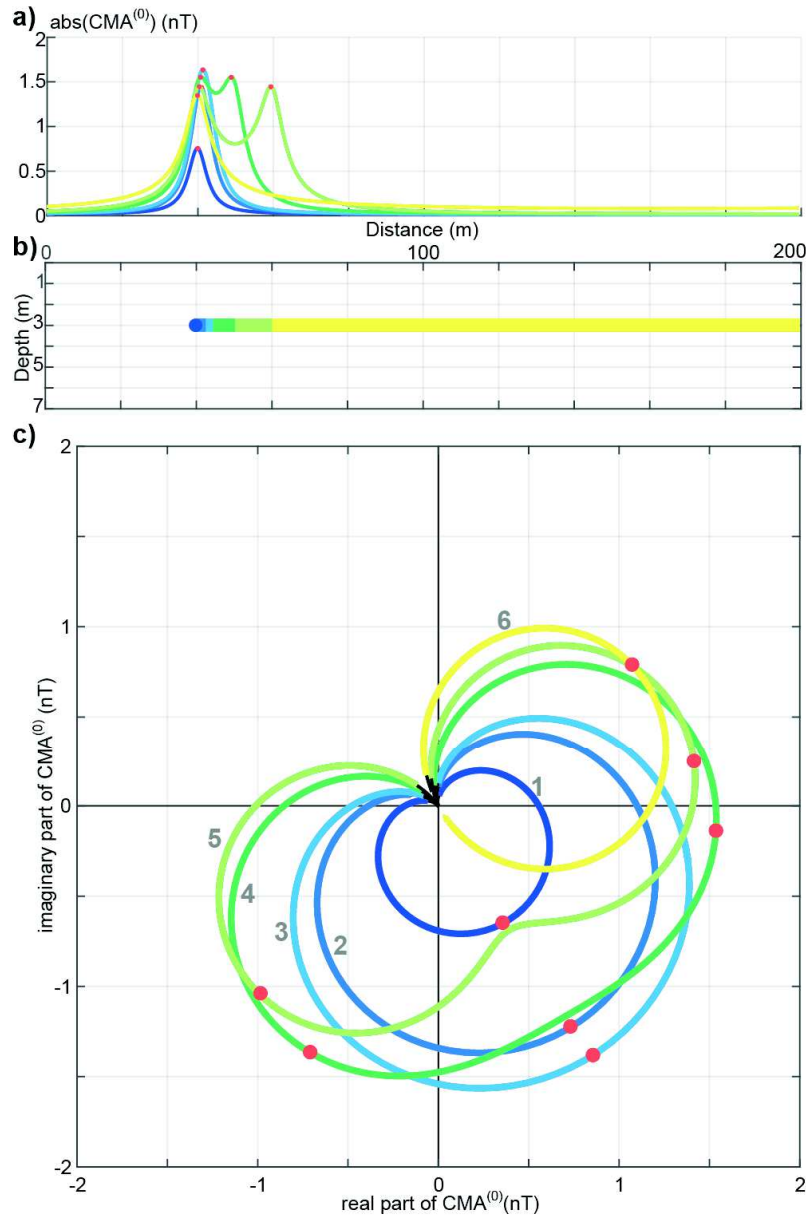 a) abs(CMA⁽⁰⁾) (nT)
2
1.5
1
0.5
0
Distance (m)
b) 0 100 200
1
3
5
7
Depth (m)
c)
2
1
0
-1
-2
imaginary part of CMA⁽⁰⁾ (nT)
6
1
5
4
3
2
-2 -1 0 1 2
real part of CMA⁽⁰⁾(nT)